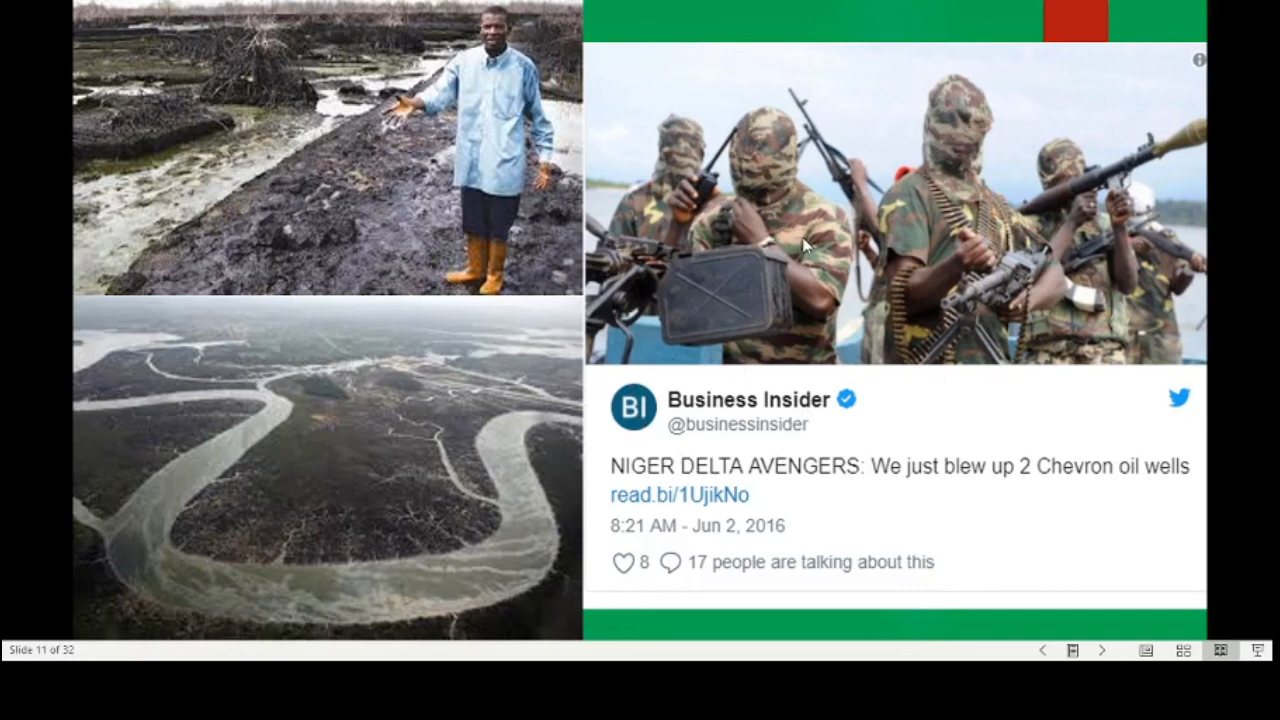 BI
Business Insider
@businessinsider
NIGER DELTA AVENGERS: We just blew up 2 Chevron oil wells
read.bi/1UjikNo
8:21 AM - Jun 2, 2016
8 17 people are talking about this
Slide 11 of 32